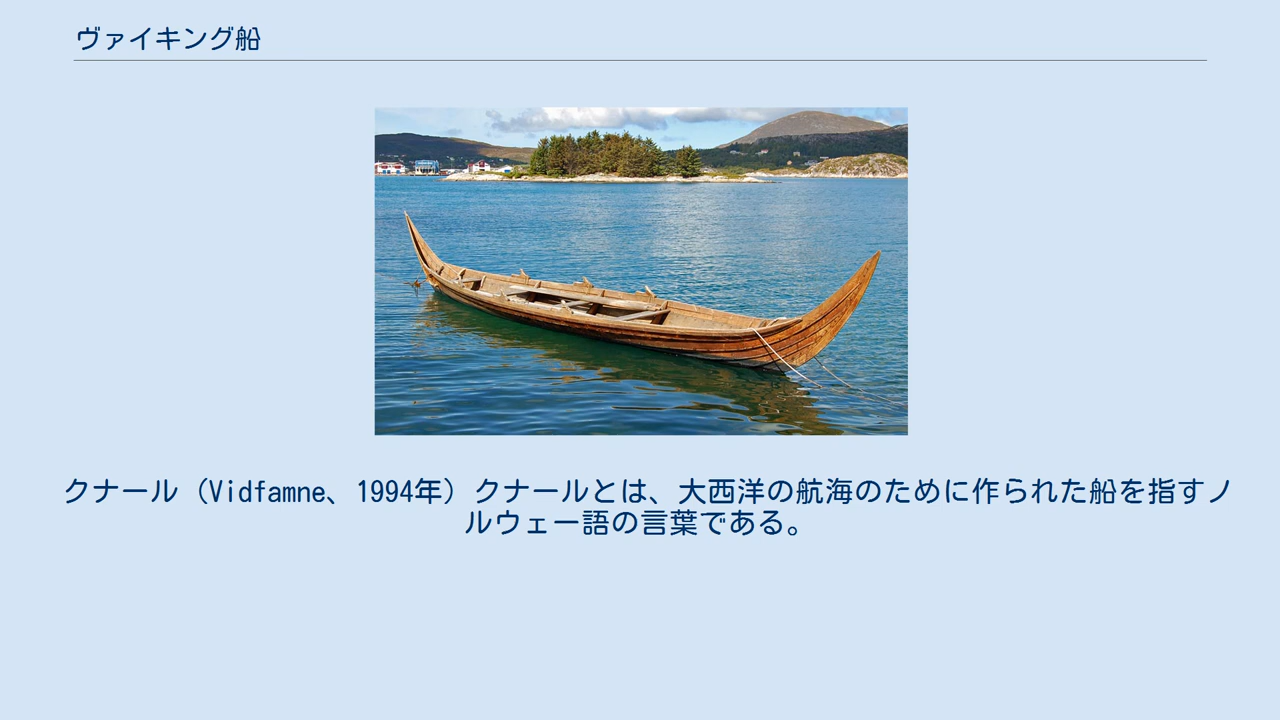 ヴァイキング船
クナール（Vidfamne、1994年）クナールとは、大西洋の航海のために作られた船を指すノ
ルウェー語の言葉である。